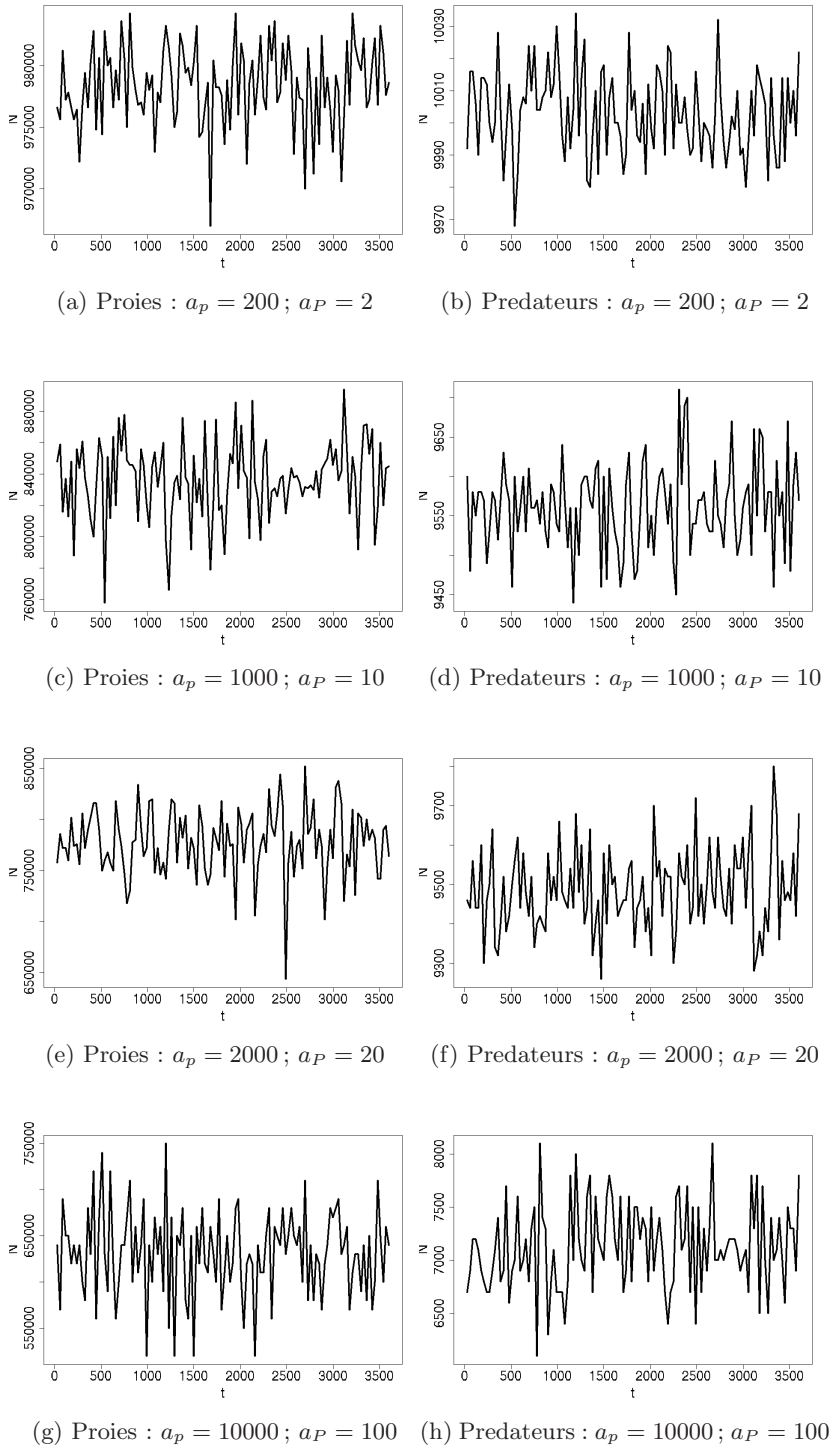 980000
975000
970000
N
0 500 1000 1500 2000 2500 3000 3500
t
(a) Proies : a_p = 200 ; a_P = 2
10030
10010
9990
9970
N
0 500 1000 1500 2000 2500 3000 3500
t
(b) Predateurs : a_p = 200 ; a_P = 2
880000
840000
800000
760000
N
0 500 1000 1500 2000 2500 3000 3500
t
(c) Proies : a_p = 1000 ; a_P = 10
9650
9550
9450
N
0 500 1000 1500 2000 2500 3000 3500
t
(d) Predateurs : a_p = 1000 ; a_P = 10
850000
750000
650000
N
0 500 1000 1500 2000 2500 3000 3500
t
(e) Proies : a_p = 2000 ; a_P = 20
9700
9500
9300
N
0 500 1000 1500 2000 2500 3000 3500
t
(f) Predateurs : a_p = 2000 ; a_P = 20
750000
650000
550000
N
0 500 1000 1500 2000 2500 3000 3500
t
(g) Proies : a_p = 10000 ; a_P = 100
8000
7500
7000
6500
N
0 500 1000 1500 2000 2500 3000 3500
t
(h) Predateurs : a_p = 10000 ; a_P = 100